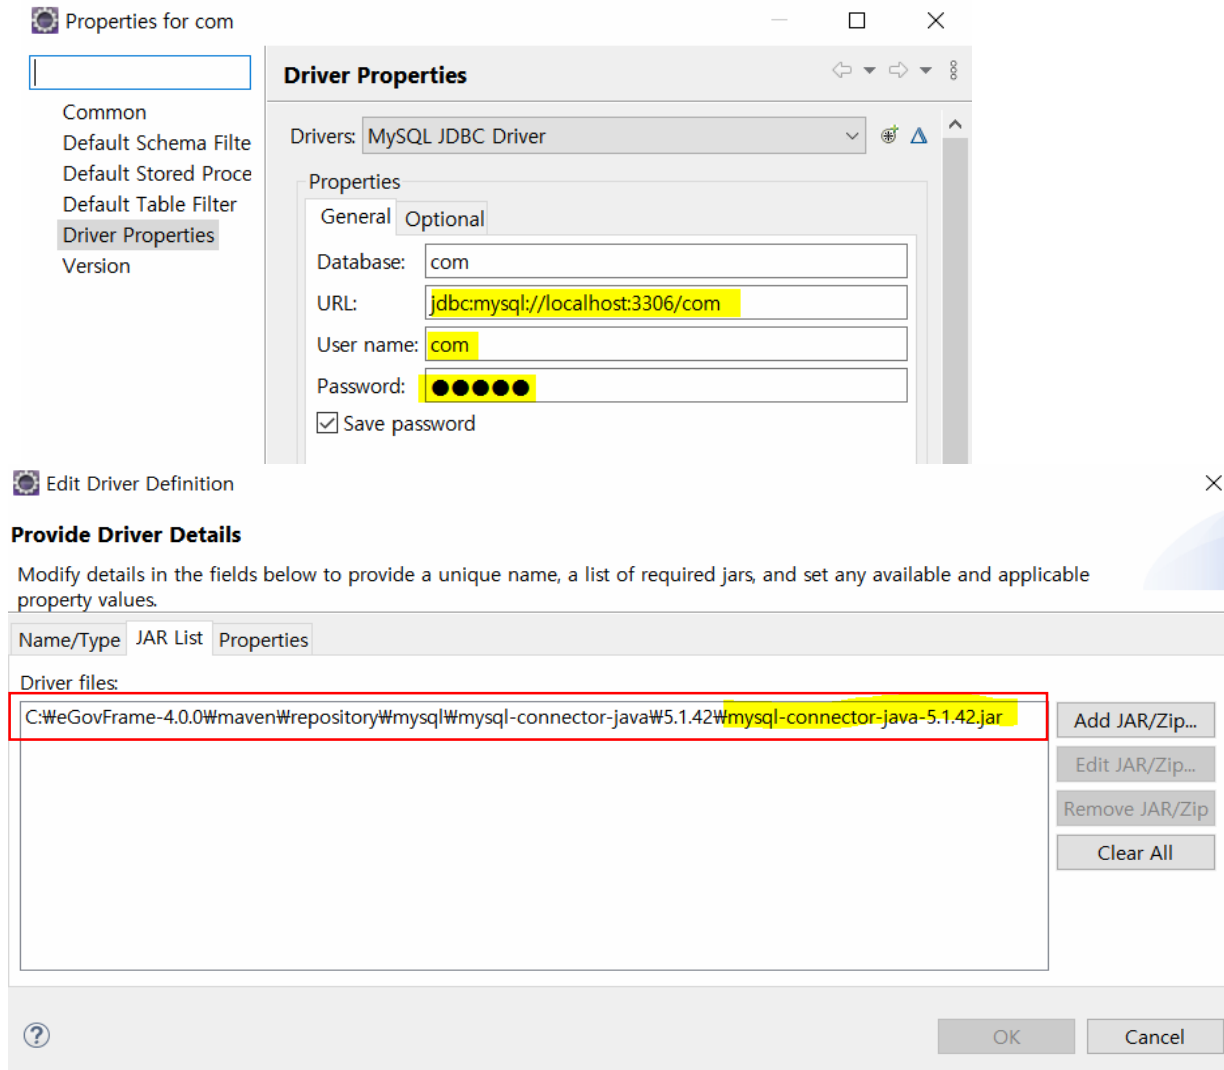 Properties for com
Driver Properties
Common
Default Schema Filte
Default Stored Proce
Default Table Filter
Driver Properties
Version
Drivers: MySQL JDBC Driver
Properties
General Optional
Database: com
URL: jdbc:mysql://localhost:3306/com
User name: com
Password: ●●●●●
Save password
Edit Driver Definition
Provide Driver Details
Modify details in the fields below to provide a unique name, a list of required jars, and set any available and applicable
property values.
Name/Type JAR List Properties
Driver files:
C:₩eGovFrame-4.0.0₩maven₩repository₩mysql₩mysql-connector-java₩5.1.42₩mysql-connector-java-5.1.42.jar
Add JAR/Zip...
Edit JAR/Zip...
Remove JAR/Zip
Clear All
OK Cancel